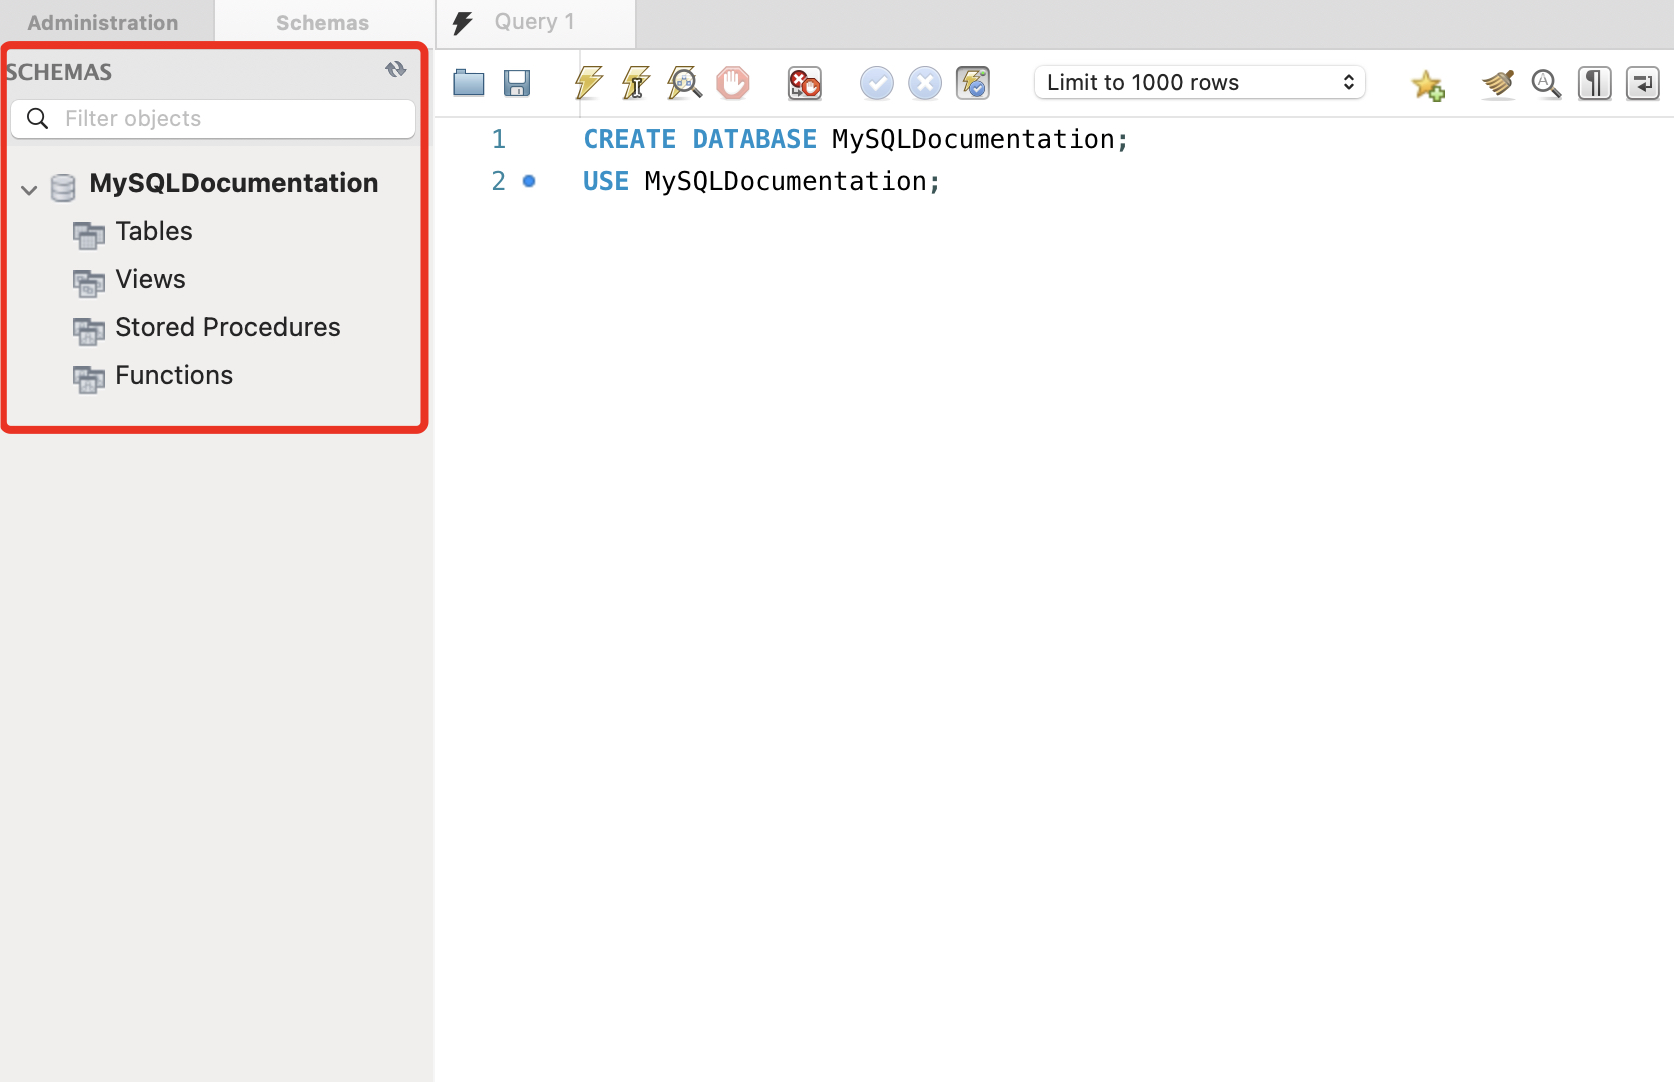 Administration
Schemas
Query 1
SCHEMAS
Filter objects
Limit to 1000 rows
MySQLDocumentation
Tables
Views
Stored Procedures
Functions
1 CREATE DATABASE MySQLDocumentation;
2 USE MySQLDocumentation;